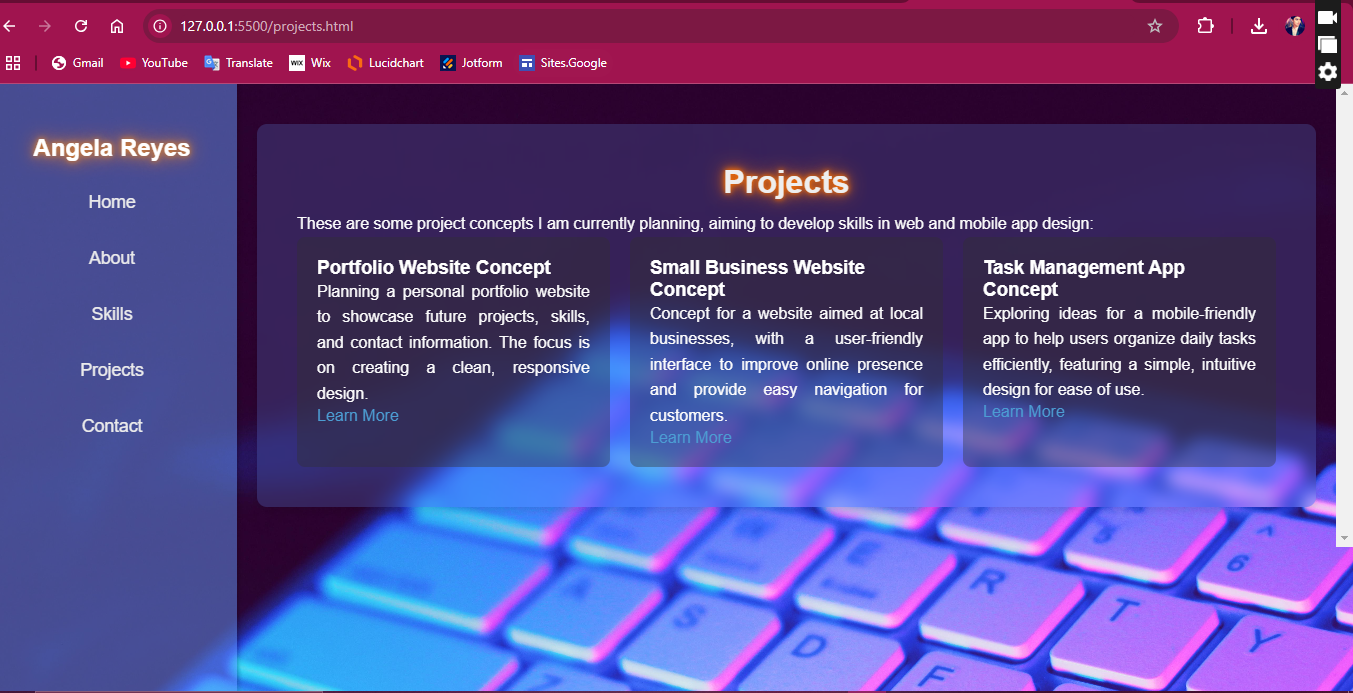 127.0.0.1:5500/projects.html
Gmail YouTube Translate WiX Wix Lucidchart Jotform Sites.Google
Angela Reyes
Home
About
Skills
Projects
Contact
Projects
These are some project concepts I am currently planning, aiming to develop skills in web and mobile app design:
Portfolio Website Concept
Planning a personal portfolio website
to showcase future projects, skills,
and contact information. The focus is
on creating a clean, responsive
design.
Learn More
Small Business Website
Concept
Concept for a website aimed at local
businesses, with a user-friendly
interface to improve online presence
and provide easy navigation for
customers.
Learn More
Task Management App
Concept
Exploring ideas for a mobile-friendly
app to help users organize daily tasks
efficiently, featuring a simple, intuitive
design for ease of use.
Learn More
E R T Y
5 6
A S D F